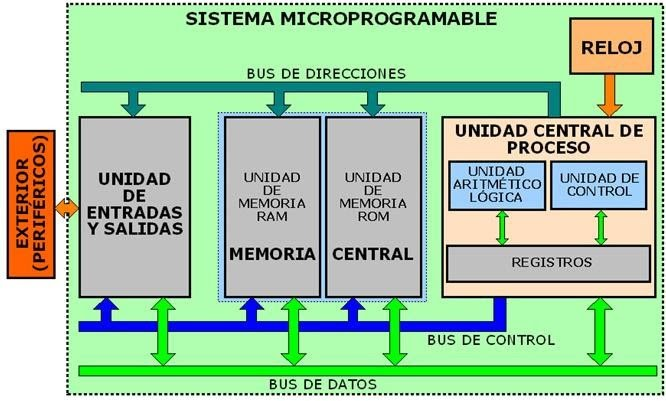 SISTEMA MICROPROGRAMABLE
RELOJ
BUS DE DIRECCIONES
EXTERIOR
(PERIFÉRICOS)
UNIDAD
DE
ENTRADAS
Y SALIDAS
UNIDAD
DE
MEMORIA
RAM
MEMORIA
UNIDAD
DE
MEMORIA
ROM
CENTRAL
UNIDAD CENTRAL DE
PROCESO
UNIDAD
ARITMÉTICO
LÓGICA
UNIDAD DE
CONTROL
REGISTROS
BUS DE CONTROL
BUS DE DATOS